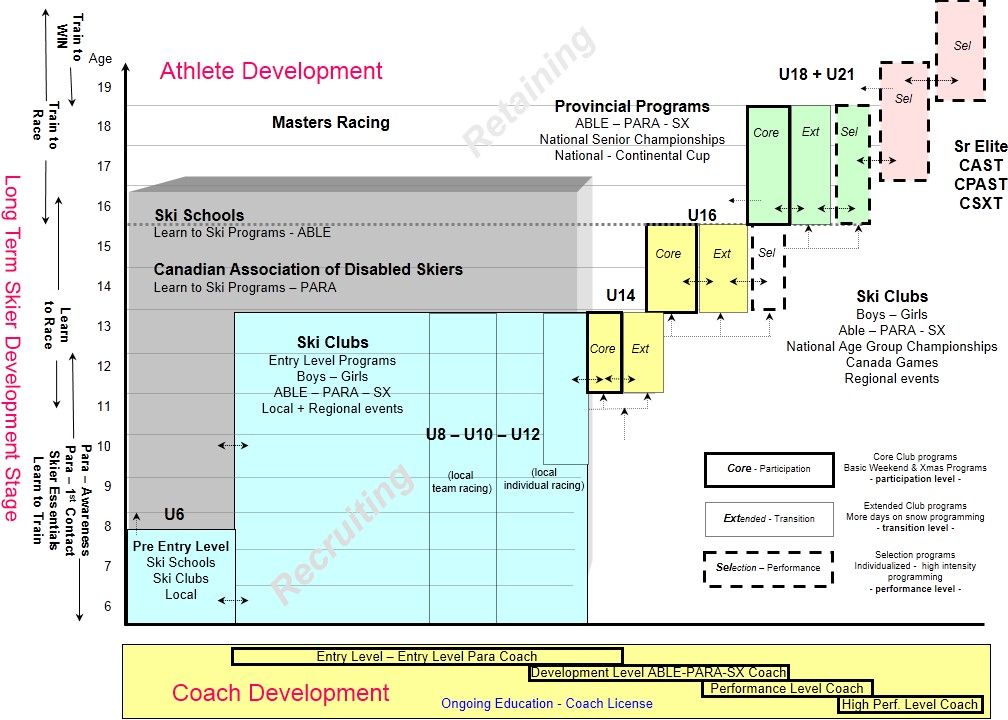 Long Term Skier Development Stage
Train to
WIN
Train to
Race
Learn
to Race
Para – Awareness
Para – 1st Contact
Skier Essentials
Learn to Train
Age
19
18
17
16
15
14
13
12
11
10
9
8
7
6
Athlete Development
Masters Racing
Retaining
Recruiting
Provincial Programs
ABLE – PARA - SX
National Senior Championships
National - Continental Cup
U18 + U21
Core
Ext
Sel
Sel
Sel
Sr Elite
CAST
CPAST
CSXT
Ski Schools
Learn to Ski Programs - ABLE
Canadian Association of Disabled Skiers
Learn to Ski Programs – PARA
U16
Core
Ext
Sel
U14
Core
Ext
Ski Clubs
Entry Level Programs
Boys – Girls
ABLE – PARA – SX
Local + Regional events
U8 – U10 – U12
(local
team racing)
(local
individual racing)
U6
Pre Entry Level
Ski Schools
Ski Clubs
Local
Ski Clubs
Boys – Girls
Able – PARA - SX
National Age Group Championships
Canada Games
Regional events
Core - Participation
Core Club programs
Basic Weekend & Xmas Programs
- participation level -
Extended - Transition
Extended Club programs
More days on snow programming
- transition level -
Selection – Performance
Selection programs
Individualized - high intensity
programming
- performance level -
Entry Level – Entry Level Para Coach
Development Level ABLE-PARA-SX Coach
Performance Level Coach
High Perf. Level Coach
Coach Development
Ongoing Education - Coach License